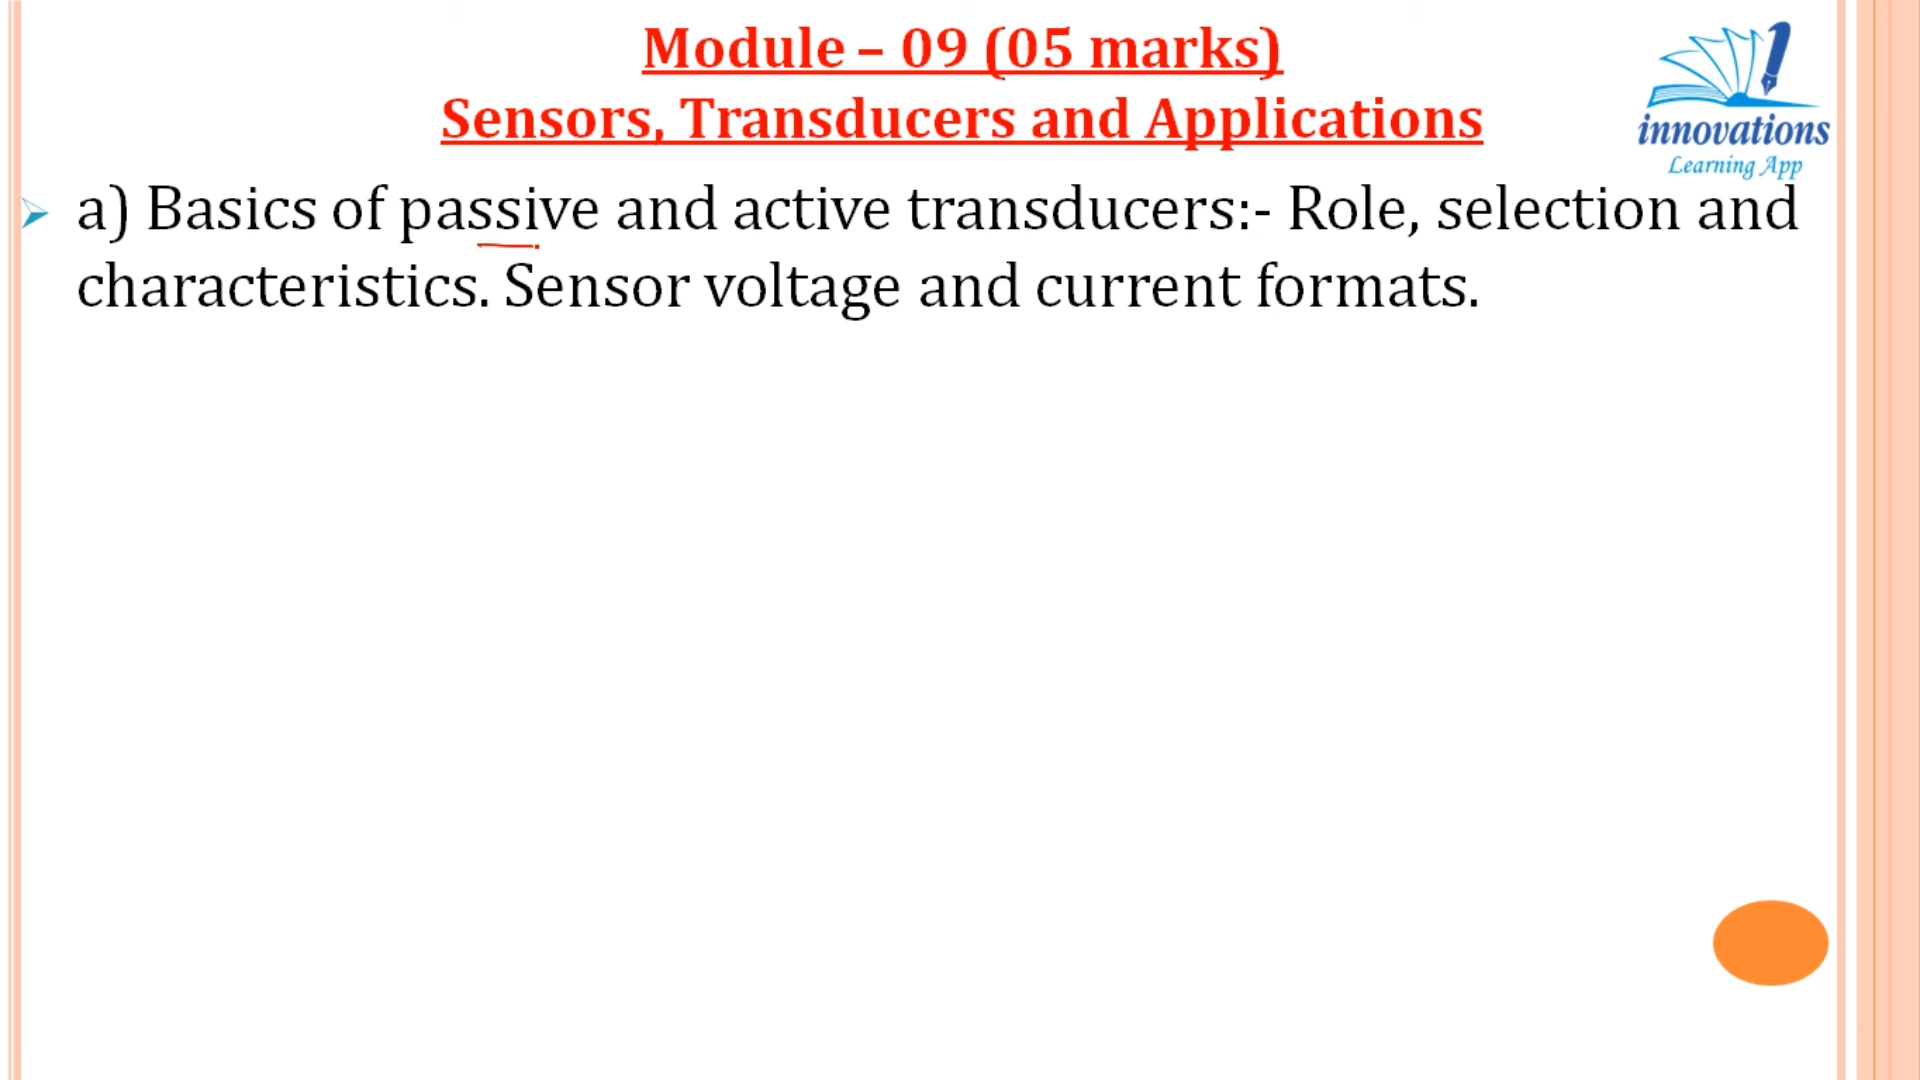 Module – 09 (05 marks)
Sensors, Transducers and Applications
innovations
Learning App
a) Basics of passive and active transducers:- Role, selection and
characteristics. Sensor voltage and current formats.